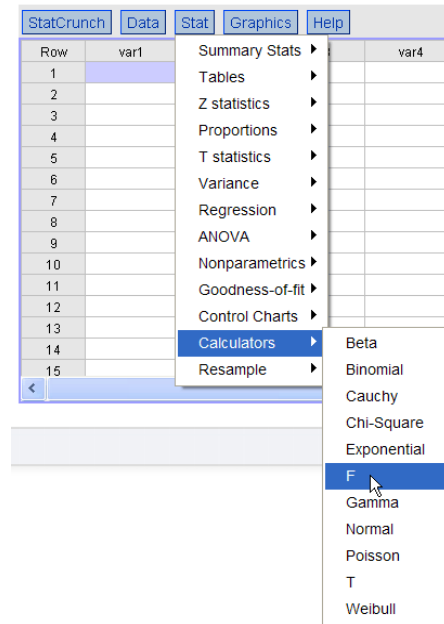 StatCrunch Data Stat Graphics Help
Row var1 var4
1
2
3
4
5
6
7
8
9
10
11
12
13
14
15
Summary Stats
Tables
Z statistics
Proportions
T statistics
Variance
Regression
ANOVA
Nonparametrics
Goodness-of-fit
Control Charts
Calculators
Resample
Beta
Binomial
Cauchy
Chi-Square
Exponential
F
Gamma
Normal
Poisson
T
Weibull